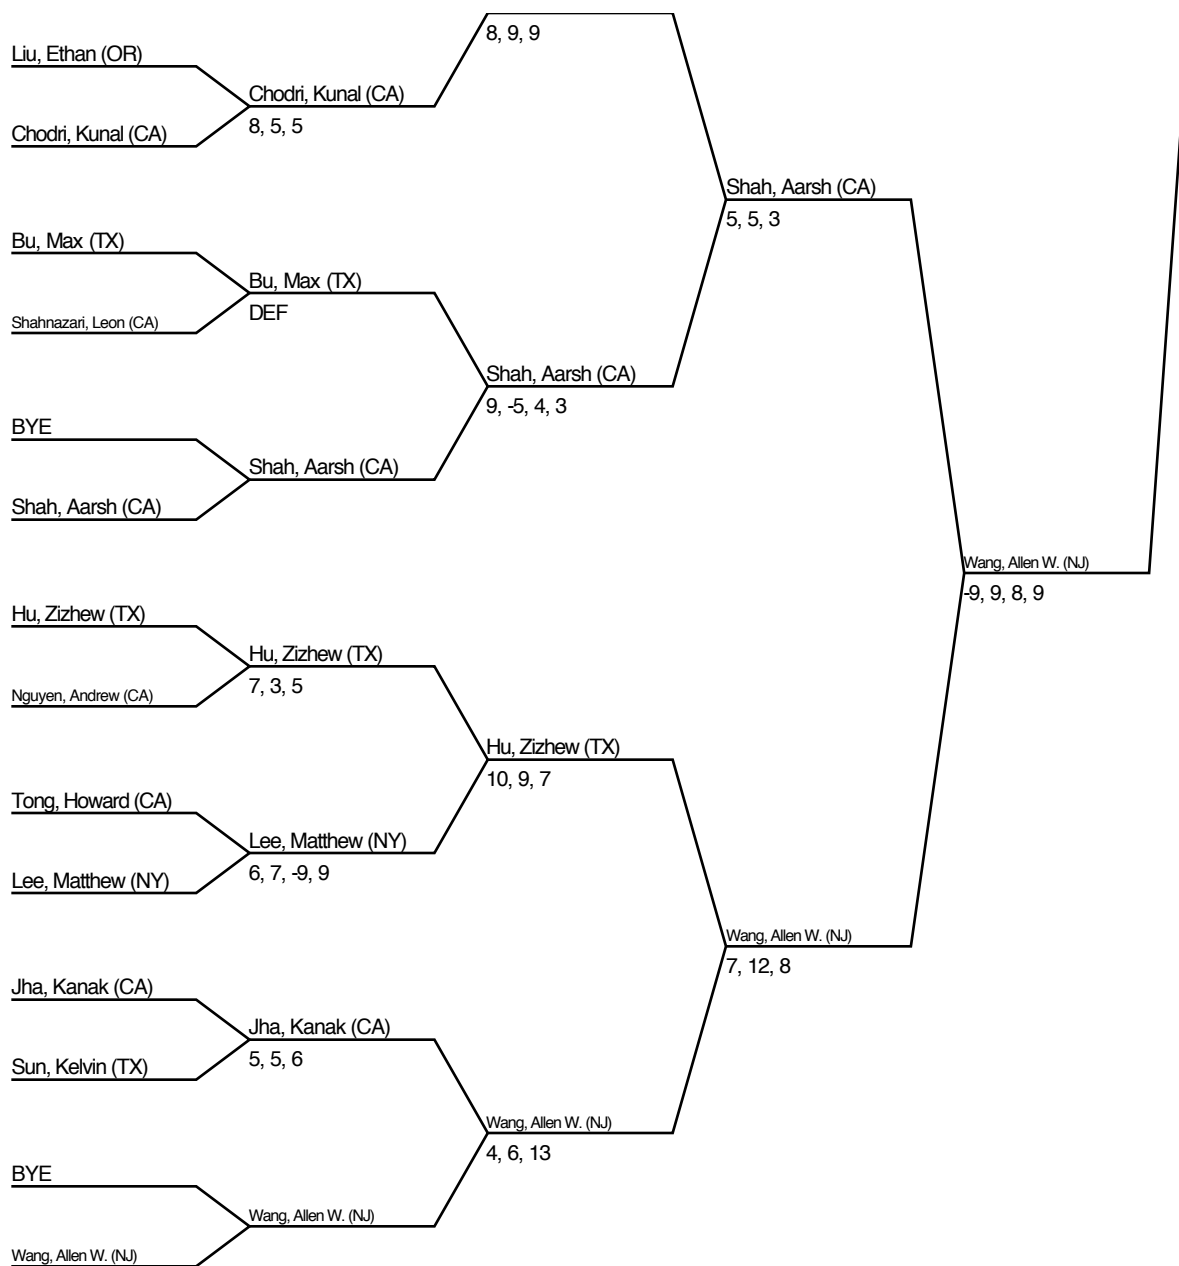 8, 9, 9
Liu, Ethan (OR)
Chodri, Kunal (CA)
8, 5, 5
Chodri, Kunal (CA)
Shah, Aarsh (CA)
5, 5, 3
Bu, Max (TX)
Bu, Max (TX)
DEF
Shahnazari, Leon (CA)
Shah, Aarsh (CA)
9, -5, 4, 3
BYE
Shah, Aarsh (CA)
Shah, Aarsh (CA)
Wang, Allen W. (NJ)
-9, 9, 8, 9
Hu, Zizhew (TX)
Hu, Zizhew (TX)
7, 3, 5
Nguyen, Andrew (CA)
Hu, Zizhew (TX)
10, 9, 7
Tong, Howard (CA)
Lee, Matthew (NY)
6, 7, -9, 9
Lee, Matthew (NY)
Wang, Allen W. (NJ)
7, 12, 8
Jha, Kanak (CA)
Jha, Kanak (CA)
5, 5, 6
Sun, Kelvin (TX)
Wang, Allen W. (NJ)
4, 6, 13
BYE
Wang, Allen W. (NJ)
Wang, Allen W. (NJ)